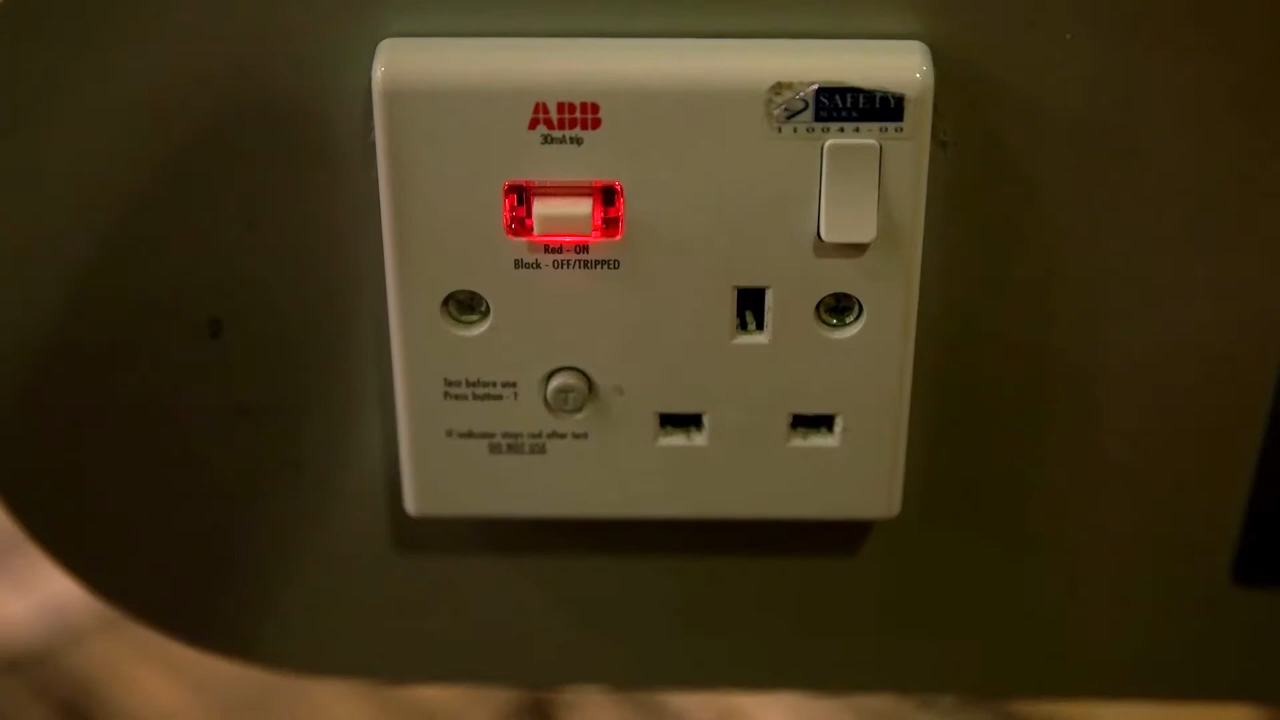 ABB
30mA trip
SAFETY
MARK
110044-00
Red - ON
Black - OFF/TRIPPED
Test before use
Press button - T
T
If indicator stays red after test
DO NOT USE